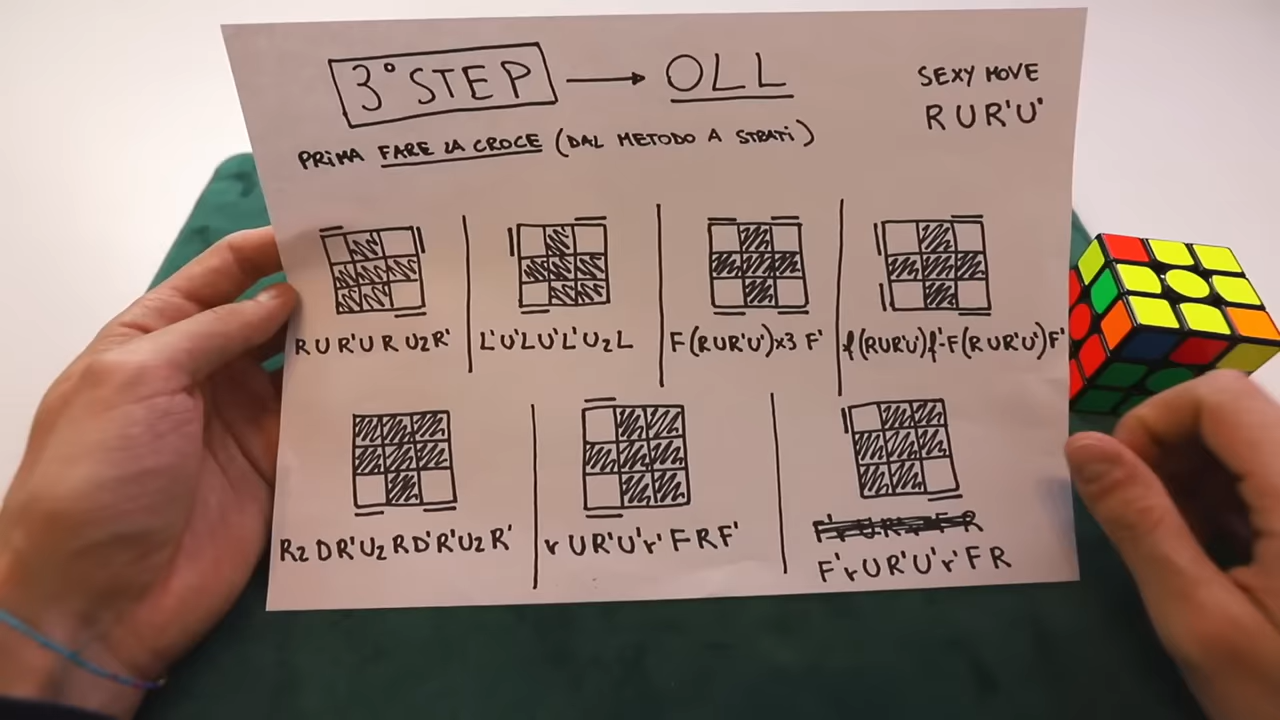 3° STEP → OLL
SEXY MOVE
R U R' U'
PRIMA FARE LA CROCE (DAL METODO A STRATI)
R U R' U R U2 R'
L' U' L U' L' U2 L
F (R U R' U') x3 F'
f (R U R' U') f' - F (R U R' U') F'
R2 D R' U2 R D' R' U2 R'
r U R' U' r' F R F'
F' r U R' U' r' F R